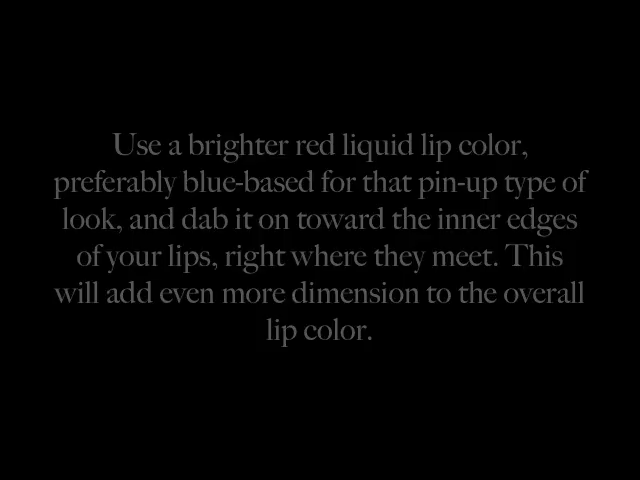 Use a brighter red liquid lip color,
preferably blue-based for that pin-up type of
look, and dab it on toward the inner edges
of your lips, right where they meet. This
will add even more dimension to the overall
lip color.